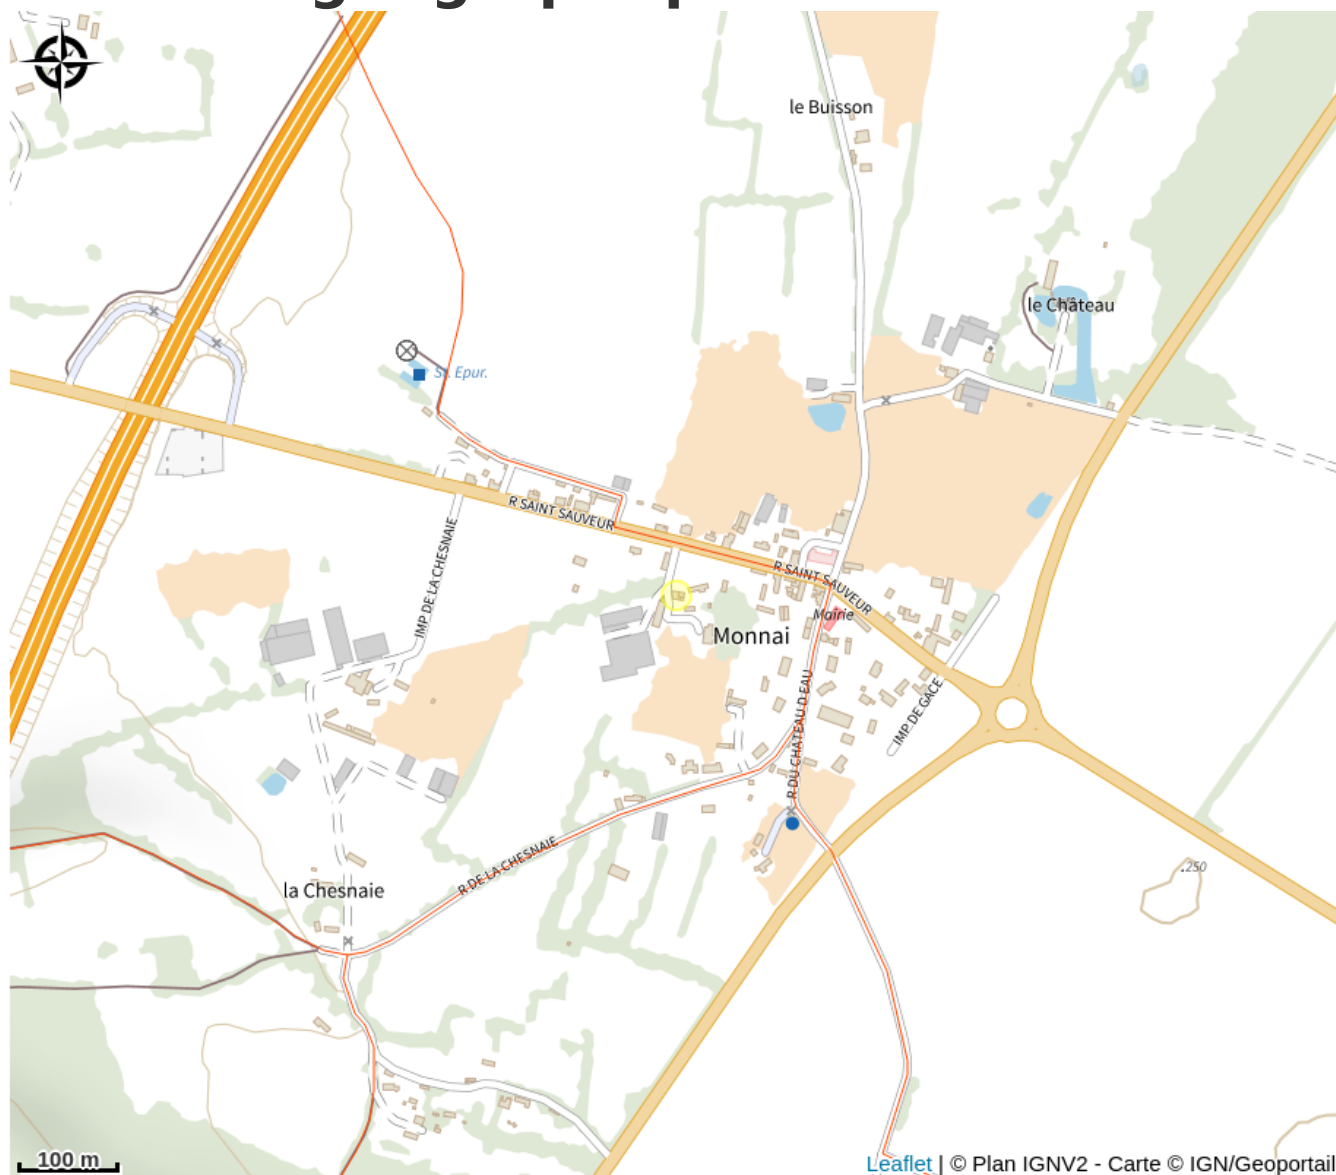 le Buisson
le Château
St. Epur.
R SAINT SAUVEUR
R SAINT SAUVEUR
IMP DE LA CHESNAIE
Mairie
Monnai
R DU CHATEAU D EAU
IMP DE GACE
R DE LA CHESNAIE
.250
la Chesnaie
100 m
Leaflet | © Plan IGNV2 - Carte © IGN/Geoportail